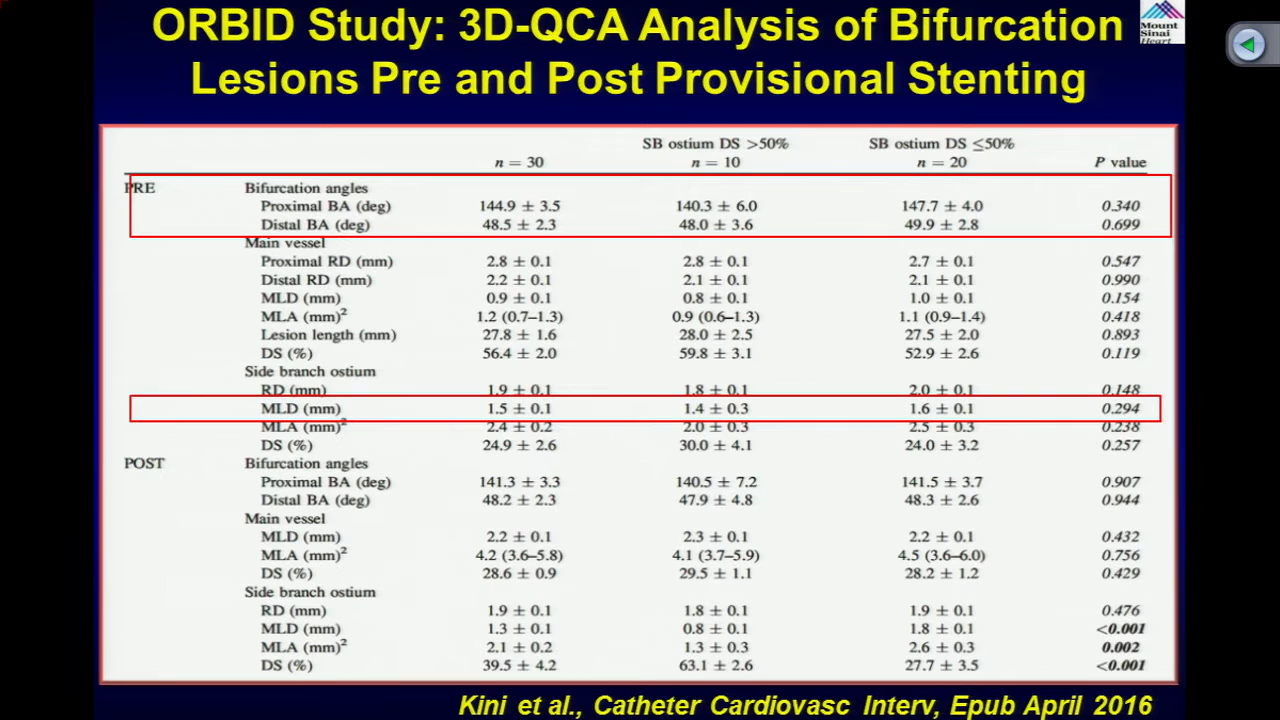 ORBID Study: 3D-QCA Analysis of Bifurcation
Lesions Pre and Post Provisional Stenting
Mount
Sinai
Heart
SB ostium DS >50% SB ostium DS ≤50%
n = 30 n = 10 n = 20 P value
PRE Bifurcation angles
Proximal BA (deg) 144.9 ± 3.5 140.3 ± 6.0 147.7 ± 4.0 0.340
Distal BA (deg) 48.5 ± 2.3 48.0 ± 3.6 49.9 ± 2.8 0.699
Main vessel
Proximal RD (mm) 2.8 ± 0.1 2.8 ± 0.1 2.7 ± 0.1 0.547
Distal RD (mm) 2.2 ± 0.1 2.1 ± 0.1 2.1 ± 0.1 0.990
MLD (mm) 0.9 ± 0.1 0.8 ± 0.1 1.0 ± 0.1 0.154
MLA (mm)² 1.2 (0.7–1.3) 0.9 (0.6–1.3) 1.1 (0.9–1.4) 0.418
Lesion length (mm) 27.8 ± 1.6 28.0 ± 2.5 27.5 ± 2.0 0.893
DS (%) 56.4 ± 2.0 59.8 ± 3.1 52.9 ± 2.6 0.119
Side branch ostium
RD (mm) 1.9 ± 0.1 1.8 ± 0.1 2.0 ± 0.1 0.148
MLD (mm) 1.5 ± 0.1 1.4 ± 0.3 1.6 ± 0.1 0.294
MLA (mm)² 2.4 ± 0.2 2.0 ± 0.3 2.5 ± 0.3 0.238
DS (%) 24.9 ± 2.6 30.0 ± 4.1 24.0 ± 3.2 0.257
POST Bifurcation angles
Proximal BA (deg) 141.3 ± 3.3 140.5 ± 7.2 141.5 ± 3.7 0.907
Distal BA (deg) 48.2 ± 2.3 47.9 ± 4.8 48.3 ± 2.6 0.944
Main vessel
MLD (mm) 2.2 ± 0.1 2.3 ± 0.1 2.2 ± 0.1 0.432
MLA (mm)² 4.2 (3.6–5.8) 4.1 (3.7–5.9) 4.5 (3.6–6.0) 0.756
DS (%) 28.6 ± 0.9 29.5 ± 1.1 28.2 ± 1.2 0.429
Side branch ostium
RD (mm) 1.9 ± 0.1 1.8 ± 0.1 1.9 ± 0.1 0.476
MLD (mm) 1.3 ± 0.1 0.8 ± 0.1 1.8 ± 0.1 <0.001
MLA (mm)² 2.1 ± 0.2 1.3 ± 0.3 2.6 ± 0.3 0.002
DS (%) 39.5 ± 4.2 63.1 ± 2.6 27.7 ± 3.5 <0.001
Kini et al., Catheter Cardiovasc Interv, Epub April 2016